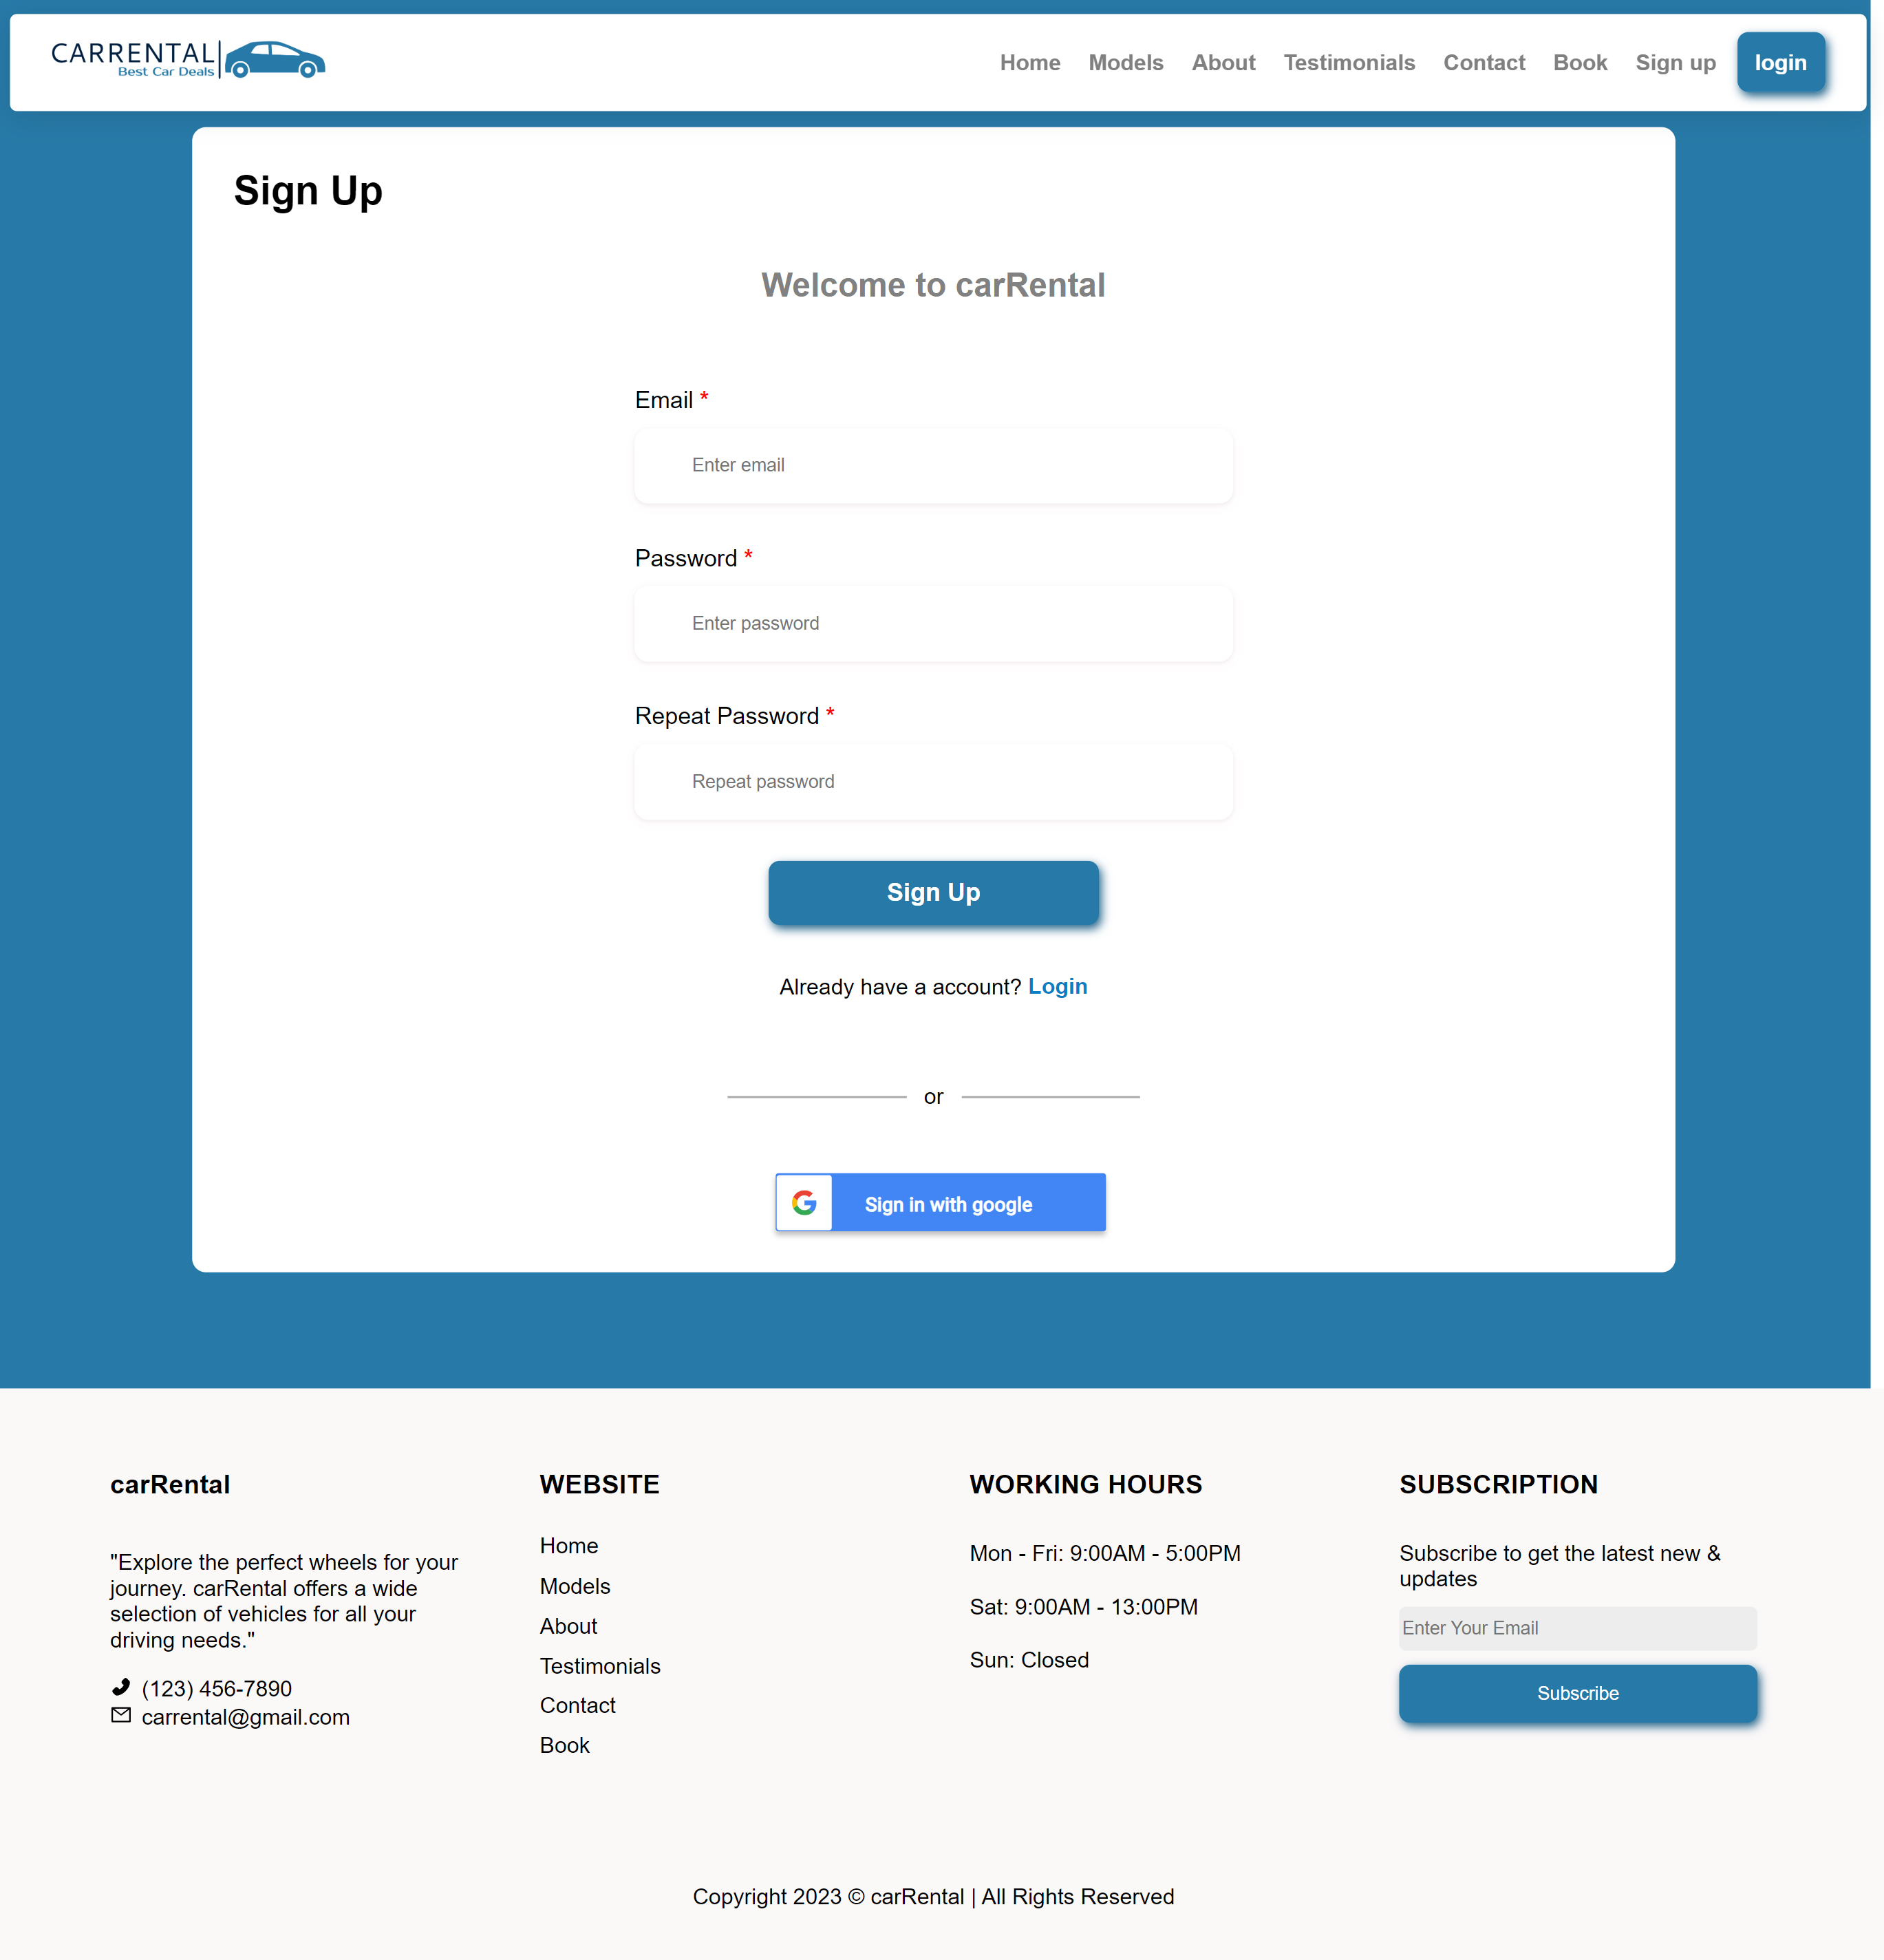 CARRENTAL
Best Car Deals
Home Models About Testimonials Contact Book Sign up login
Sign Up
Welcome to carRental
Email *
Enter email
Password *
Enter password
Repeat Password *
Repeat password
Sign Up
Already have a account? Login
or
Sign in with google
carRental
"Explore the perfect wheels for your
journey. carRental offers a wide
selection of vehicles for all your
driving needs."
(123) 456-7890
carrental@gmail.com
WEBSITE
Home
Models
About
Testimonials
Contact
Book
WORKING HOURS
Mon - Fri: 9:00AM - 5:00PM
Sat: 9:00AM - 13:00PM
Sun: Closed
SUBSCRIPTION
Subscribe to get the latest new &
updates
Enter Your Email
Subscribe
Copyright 2023 © carRental | All Rights Reserved